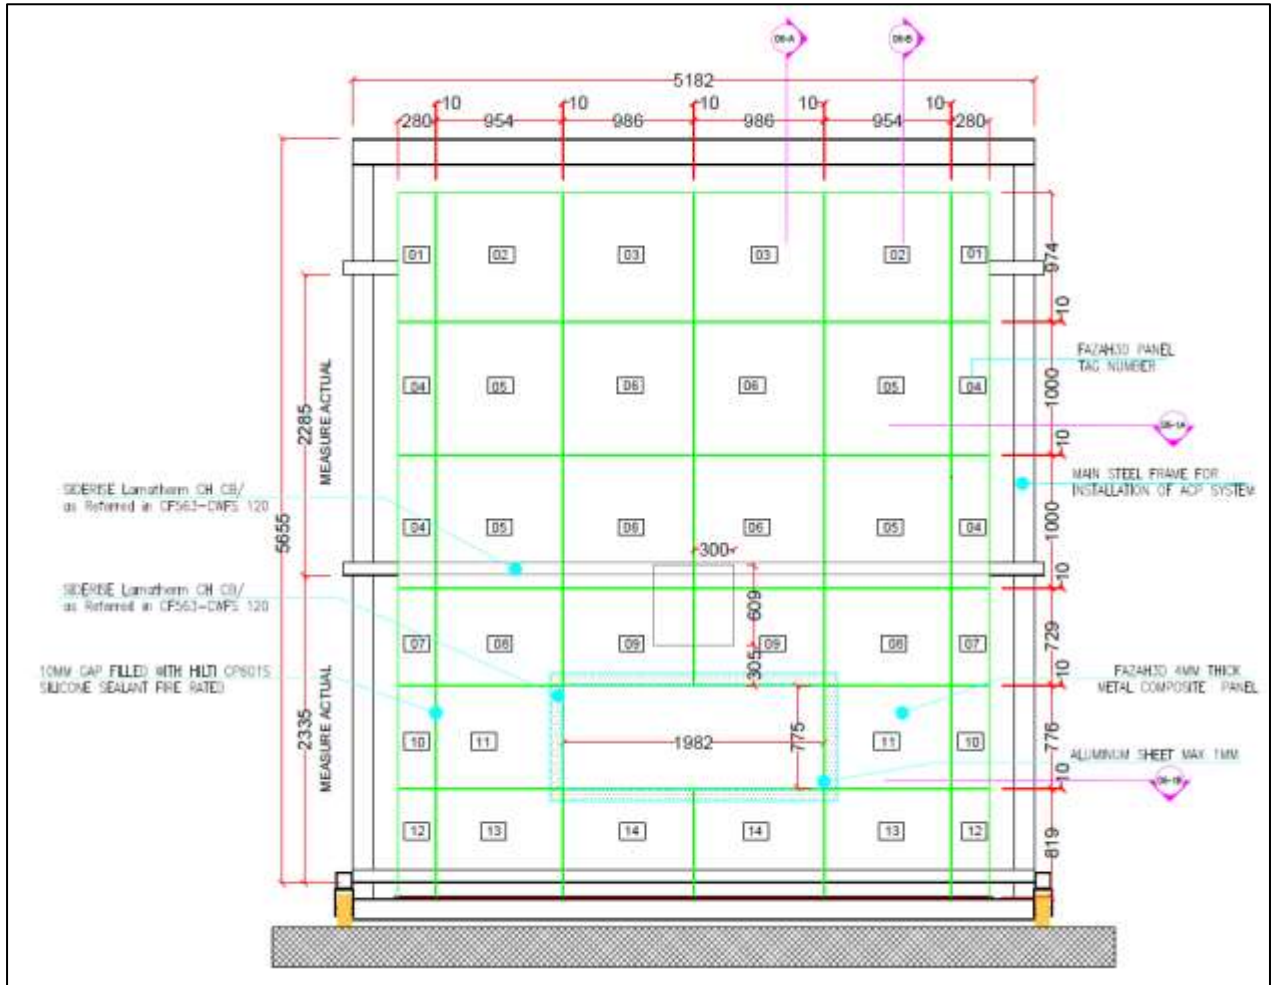 06-A
06-B
5182
10 10 10 10 10
280 954 986 986 954 280
01 02 03 03 02 01
974
10
FAZAH3D PANEL
TAG NUMBER
04 05 06 06 05 04
1000
2285
MEASURE ACTUAL
10
06-1A
MAIN STEEL FRAME FOR
INSTALLATION OF ACP SYSTEM
SIDERISE Lamatherm CH CB/
as Referred in CF563-CWFS 120
5655
04 05 06 06 05 04
1000
300
10
SIDERISE Lamatherm CH CB/
as Referred in CF563-CWFS 120
609
07 08 09 09 08 07
729
305
10
10MM GAP FILLED WITH HILTI CP601S
SILICONE SEALANT FIRE RATED
FAZAH3D 4MM THICK
METAL COMPOSITE PANEL
2335
MEASURE ACTUAL
10 11 1982 775 11 10
776
ALUMINUM SHEET MAX 1MM
10
06-1B
12 13 14 14 13 12
819